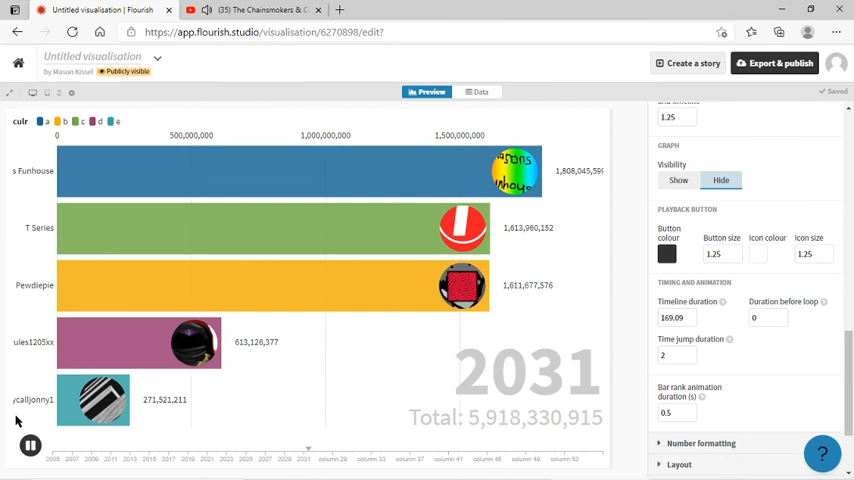 Untitled visualisation | Flourish
(35) The Chainsmokers & C
https://app.flourish.studio/visualisation/6270898/edit?
Untitled visualisation
by Mason Kissel
Publicly visible
Create a story
Export & publish
Preview
Data
Saved
culr a b c d e
0 500,000,000 1,000,000,000 1,500,000,000
s Funhouse
asons
nhoys
1,808,045,595
T Series
1,613,960,152
Pewdiepie
1,611,677,576
ules1205xx
613,126,377
ycalljonny1
271,521,211
2031
Total: 5,918,330,915
2005 2007 2009 2011 2013 2015 2017 2019 2021 2023 2025 2027 2031 column 29 column 33 column 37 column 41 column 45 column 49 column 53
End timeline
1.25
GRAPH
Visibility
Show Hide
PLAYBACK BUTTON
Button colour
Button size
Icon colour
Icon size
1.25
1.25
TIMING AND ANIMATION
Timeline duration
Duration before loop
169.09
0
Time jump duration
2
Bar rank animation
duration (s)
0.5
Number formatting
Layout
?